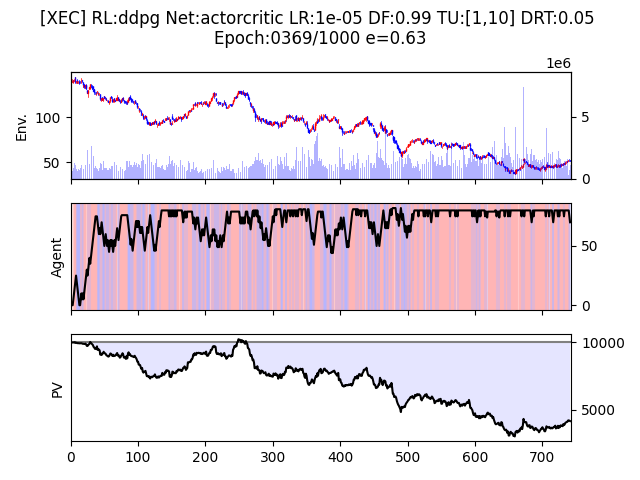 [XEC] RL:ddpg Net:actorcritic LR:1e-05 DF:0.99 TU:[1,10] DRT:0.05
Epoch:0369/1000 e=0.63
1e6
Env.
100
50
5
0
Agent
50
0
PV
10000
5000
0 100 200 300 400 500 600 700